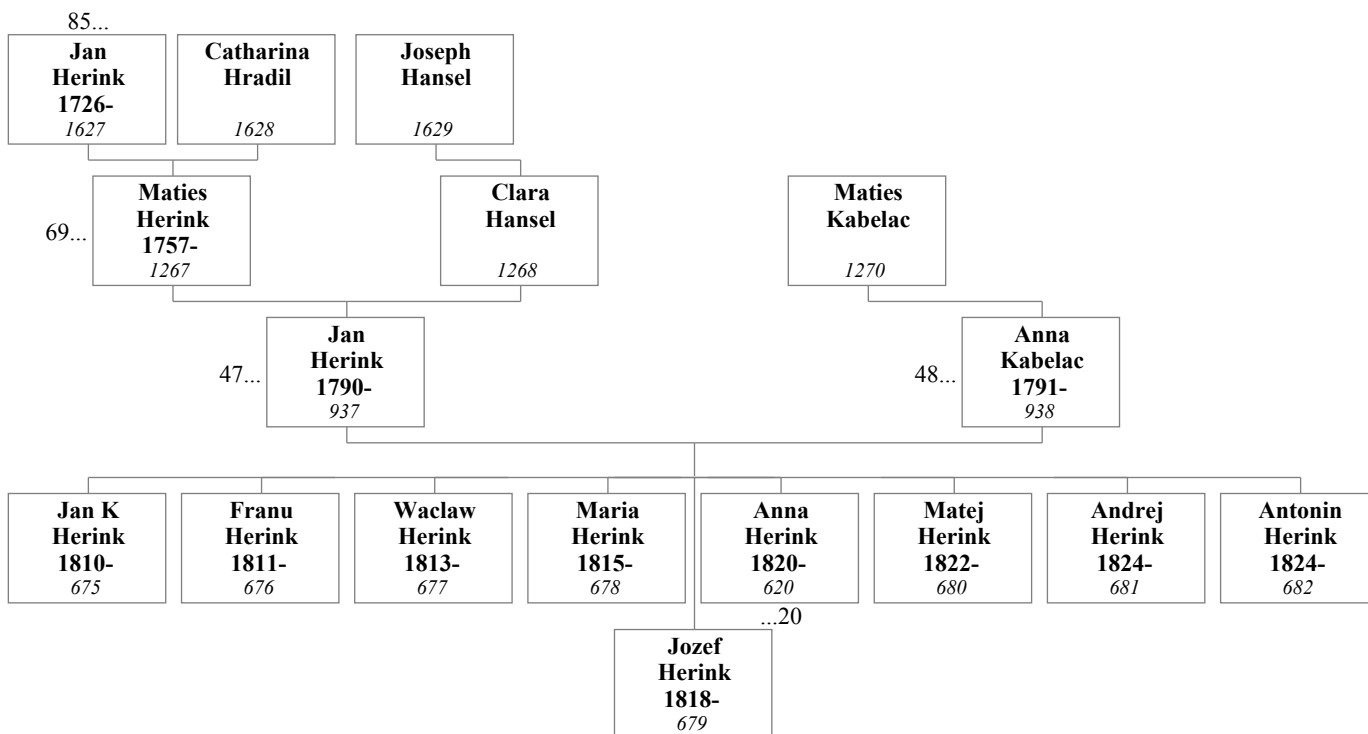 85...
Jan
Herink
1726-
1627
Catharina
Hradil
1628
Joseph
Hansel
1629
69...
Maties
Herink
1757-
1267
Clara
Hansel
1268
Maties
Kabelac
1270
47...
Jan
Herink
1790-
937
48...
Anna
Kabelac
1791-
938
Jan K
Herink
1810-
675
Franu
Herink
1811-
676
Waclaw
Herink
1813-
677
Maria
Herink
1815-
678
Anna
Herink
1820-
620
Matej
Herink
1822-
680
Andrej
Herink
1824-
681
Antonin
Herink
1824-
682
...20
Jozef
Herink
1818-
679